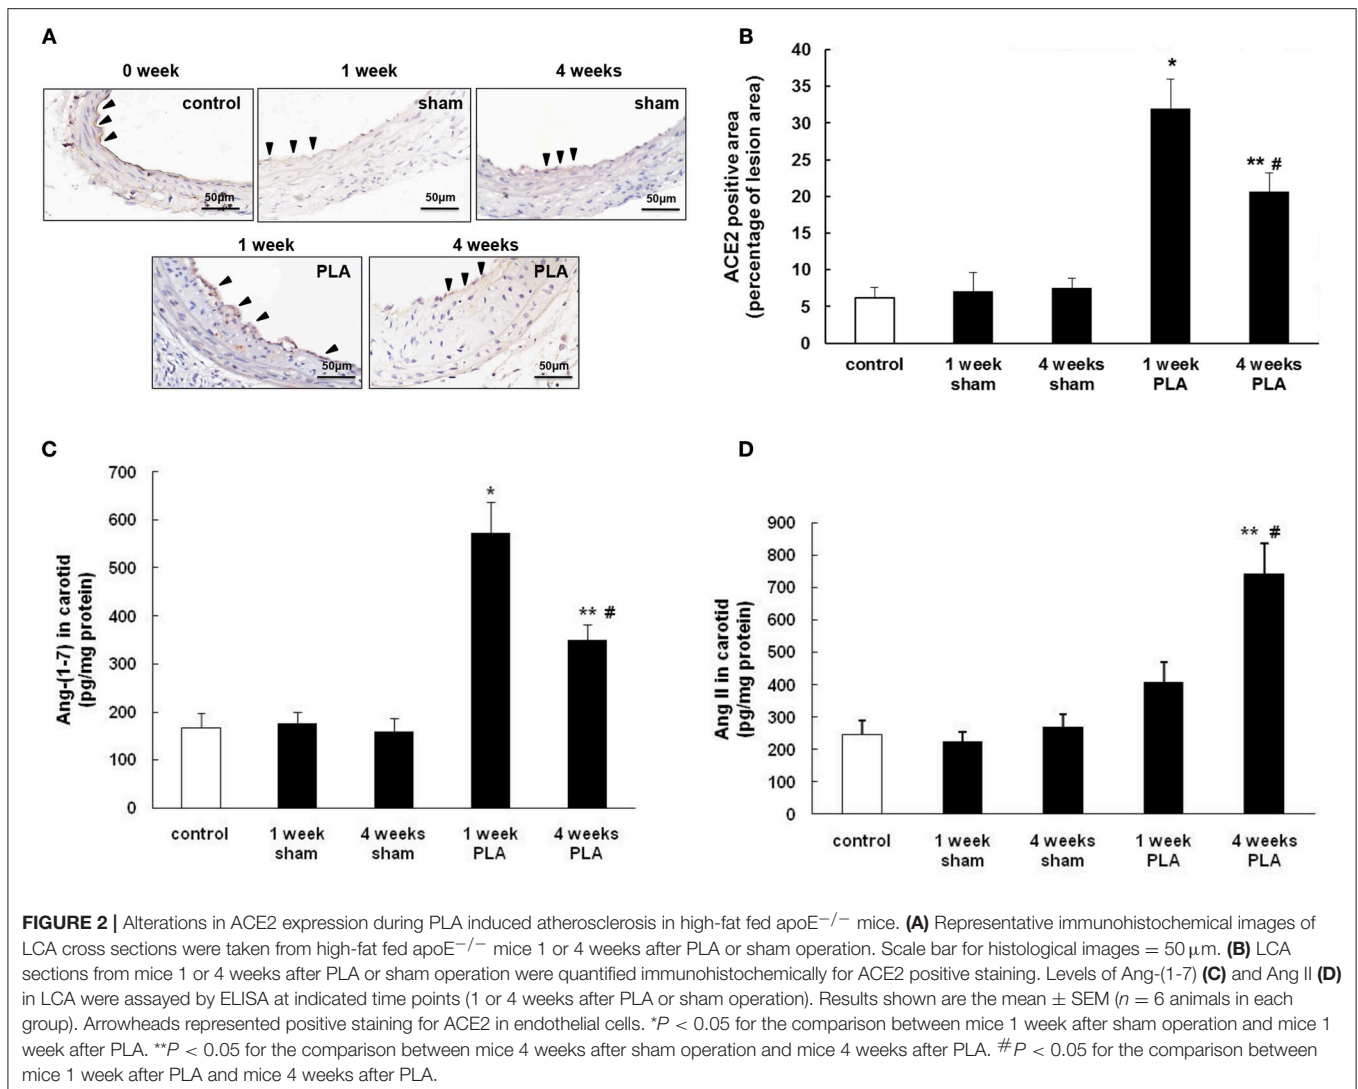 A
0 week
1 week
4 weeks
control
sham
sham
50μm
50μm
50μm
1 week
4 weeks
PLA
PLA
50μm
50μm
B
ACE2 positive area
(percentage of lesion area)
40
35
30
25
20
15
10
5
0
*
** #
control
1 week
sham
4 weeks
sham
1 week
PLA
4 weeks
PLA
C
Ang-(1-7) in carotid
(pg/mg protein)
700
600
500
400
300
200
100
0
*
** #
control
1 week
sham
4 weeks
sham
1 week
PLA
4 weeks
PLA
D
Ang II in carotid
(pg/mg protein)
900
800
700
600
500
400
300
200
100
0
** #
control
1 week
sham
4 weeks
sham
1 week
PLA
4 weeks
PLA
FIGURE 2 | Alterations in ACE2 expression during PLA induced atherosclerosis in high-fat fed apoE−/− mice. (A) Representative immunohistochemical images of
LCA cross sections were taken from high-fat fed apoE−/− mice 1 or 4 weeks after PLA or sham operation. Scale bar for histological images = 50 μm. (B) LCA
sections from mice 1 or 4 weeks after PLA or sham operation were quantified immunohistochemically for ACE2 positive staining. Levels of Ang-(1-7) (C) and Ang II (D)
in LCA were assayed by ELISA at indicated time points (1 or 4 weeks after PLA or sham operation). Results shown are the mean ± SEM (n = 6 animals in each
group). Arrowheads represented positive staining for ACE2 in endothelial cells. *P < 0.05 for the comparison between mice 1 week after sham operation and mice 1
week after PLA. **P < 0.05 for the comparison between mice 4 weeks after sham operation and mice 4 weeks after PLA. #P < 0.05 for the comparison between
mice 1 week after PLA and mice 4 weeks after PLA.